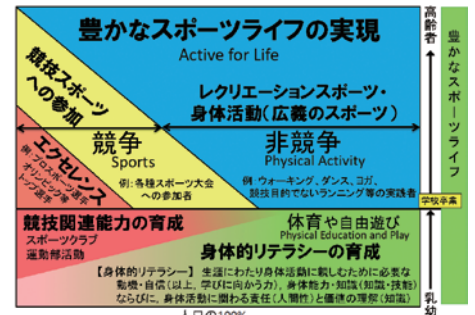 豊かなスポーツライフの実現
Active for Life
競技スポーツ
への参加
レクリエーションスポーツ・
身体活動(広義のスポーツ)
競争
Sports
非競争
Physical Activity
エクセレンス
例:プロスポーツ選手
オリンピック等
トップ選手
例:各種スポーツ大会
への参加者
例:ウォーキング、ダンス、ヨガ、
競技目的でないランニング等の実践者
競技関連能力の育成
スポーツクラブ
運動部活動
体育や自由遊び
Physical Education and Play
身体的リテラシーの育成
【身体的リテラシー】生涯にわたり身体活動に親しむために必要な
動機・自信(以上、学びに向かう力)、身体能力・知識(知識・技能)
ならびに、身体活動に関わる責任(人間性)と価値の理解(知識)
人口の100%
高齢者
学校卒業
乳幼
豊かなスポーツライフ